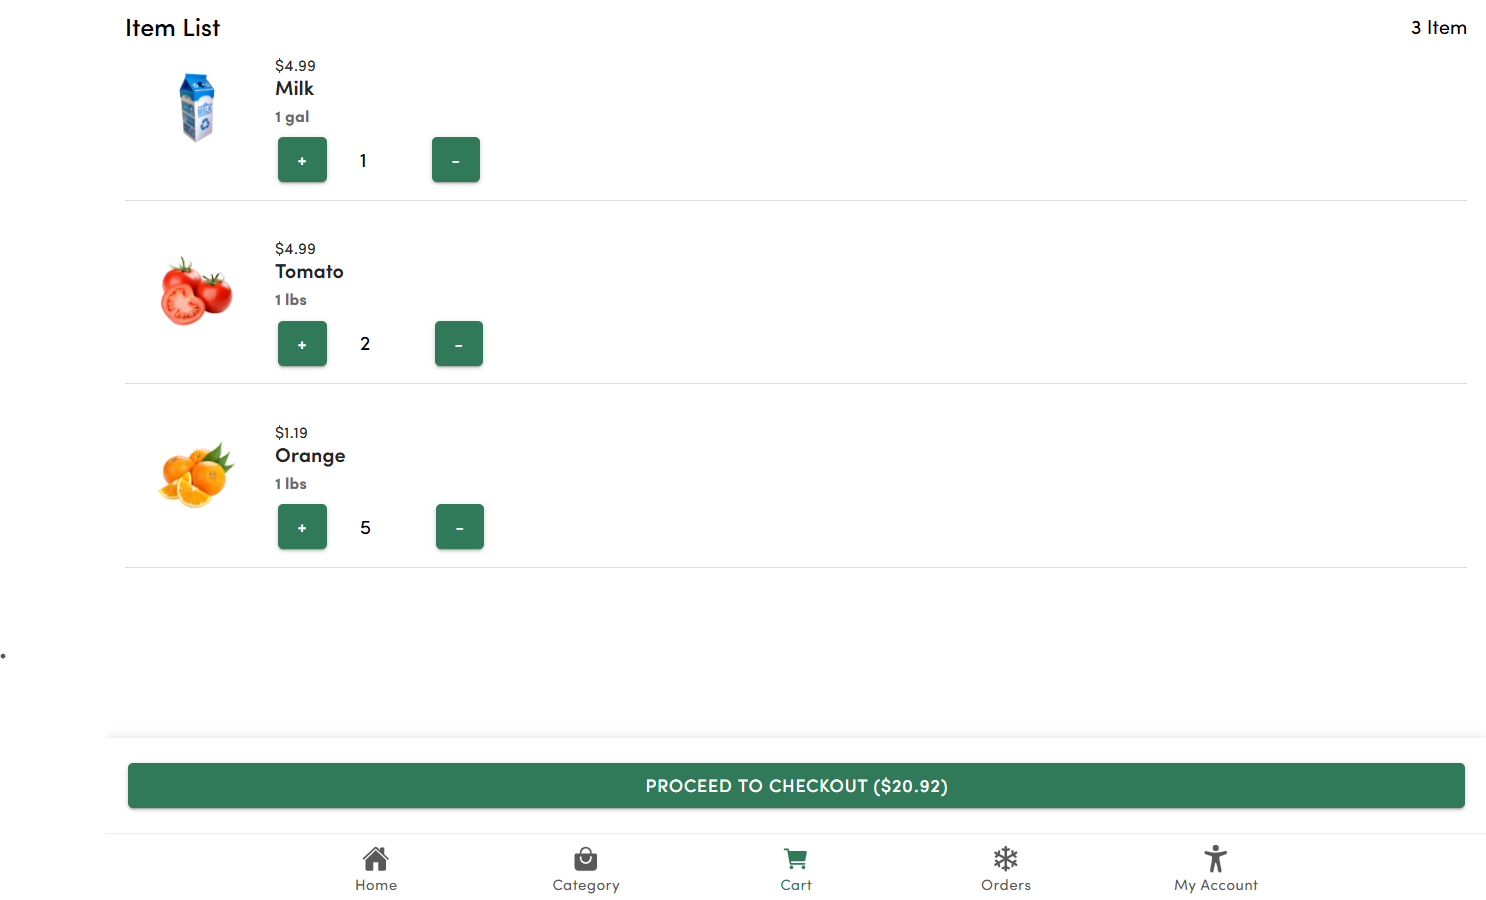 Item List
3 Item
$4.99
Milk
1 gal
+ 1 -
$4.99
Tomato
1 lbs
+ 2 -
$1.19
Orange
1 lbs
+ 5 -
PROCEED TO CHECKOUT ($20.92)
Home
Category
Cart
Orders
My Account